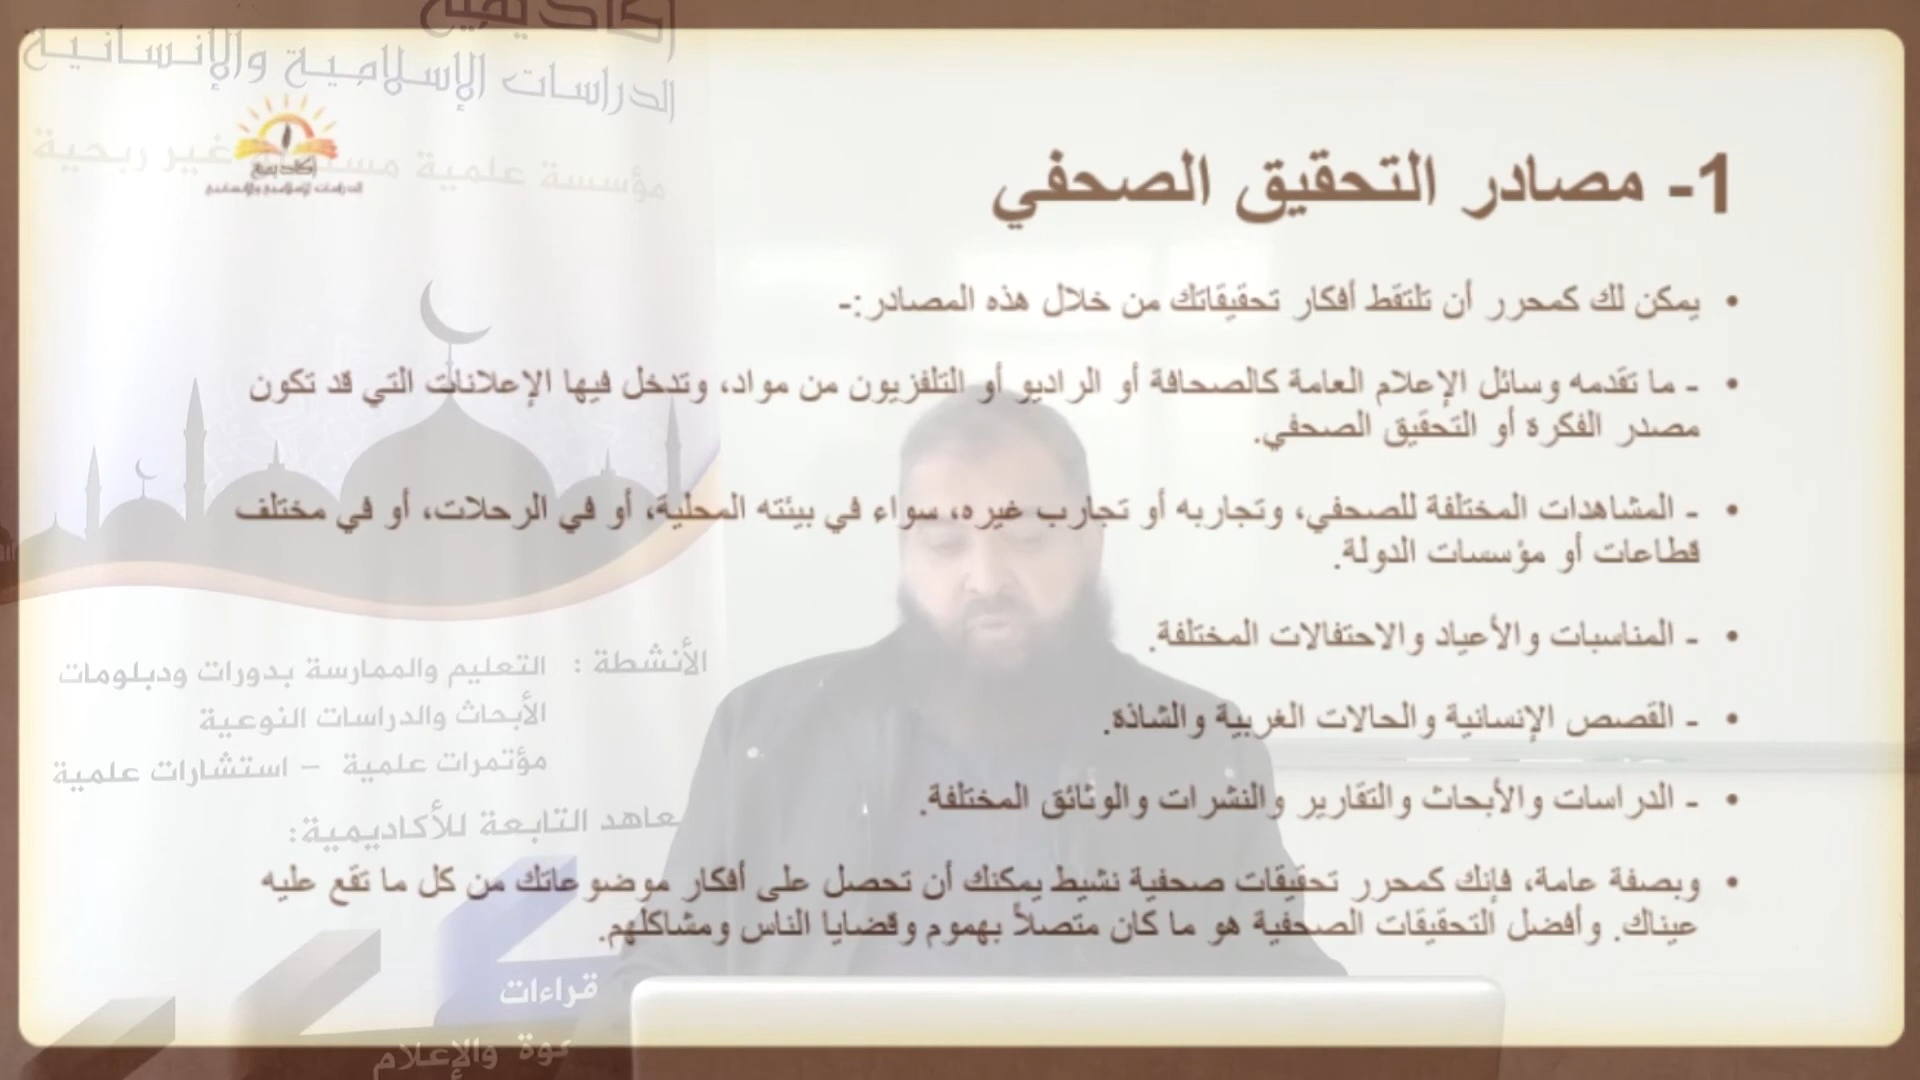 أكاديمية
الدراسات الإسلامية والإنسانية
مؤسسة علمية مستقلة غير ربحية
أكاديمية
الدراسات الإسلامية والإنسانية
1- مصادر التحقيق الصحفي
• يمكن لك كمحرر أن تلتقط أفكار تحقيقاتك من خلال هذه المصادر:-
• - ما تقدمه وسائل الإعلام العامة كالصحافة أو الراديو أو التلفزيون من مواد، وتدخل فيها الإعلانات التي قد تكون
مصدر الفكرة أو التحقيق الصحفي.
• - المشاهدات المختلفة للصحفي، وتجاربه أو تجارب غيره، سواء في بيئته المحلية، أو في الرحلات، أو في مختلف
قطاعات أو مؤسسات الدولة.
• - المناسبات والأعياد والاحتفالات المختلفة.
• - القصص الإنسانية والحالات الغريبة والشاذة.
• - الدراسات والأبحاث والتقارير والنشرات والوثائق المختلفة.
• وبصفة عامة، فإنك كمحرر تحقيقات صحفية نشيط يمكنك أن تحصل على أفكار موضوعاتك من كل ما تقع عليه
عيناك. وأفضل التحقيقات الصحفية هو ما كان متصلاً بهموم وقضايا الناس ومشاكلهم.
الأنشطة : التعليم والممارسة بدورات ودبلومات
الأبحاث والدراسات النوعية
مؤتمرات علمية – استشارات علمية
معاهد التابعة للأكاديمية:
قراءات
والإعلام